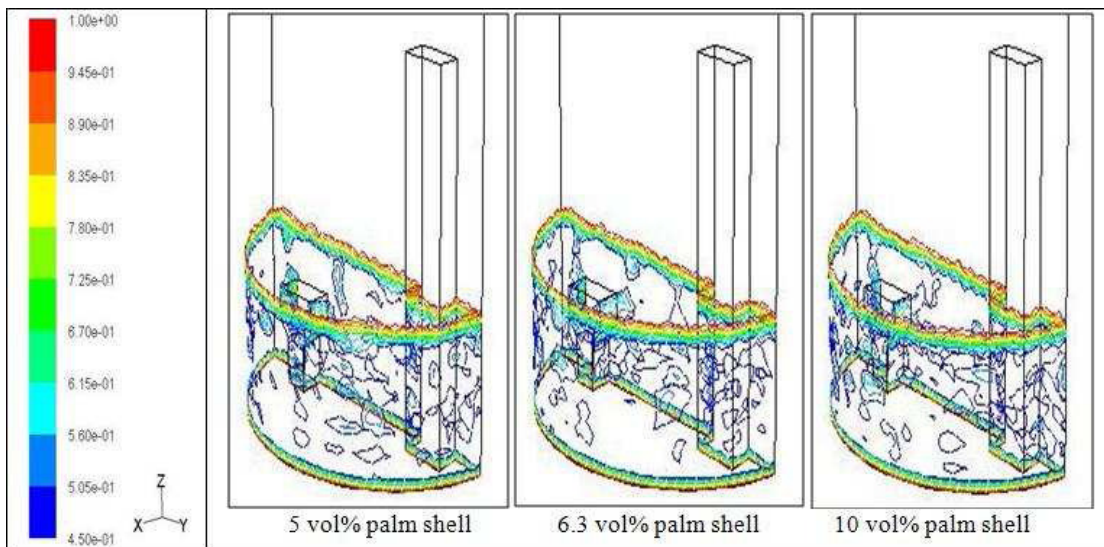 1.00e+00
9.45e-01
8.90e-01
8.35e-01
7.80e-01
7.25e-01
6.70e-01
6.15e-01
5.60e-01
5.05e-01
4.50e-01
Z
X Y
5 vol% palm shell
6.3 vol% palm shell
10 vol% palm shell